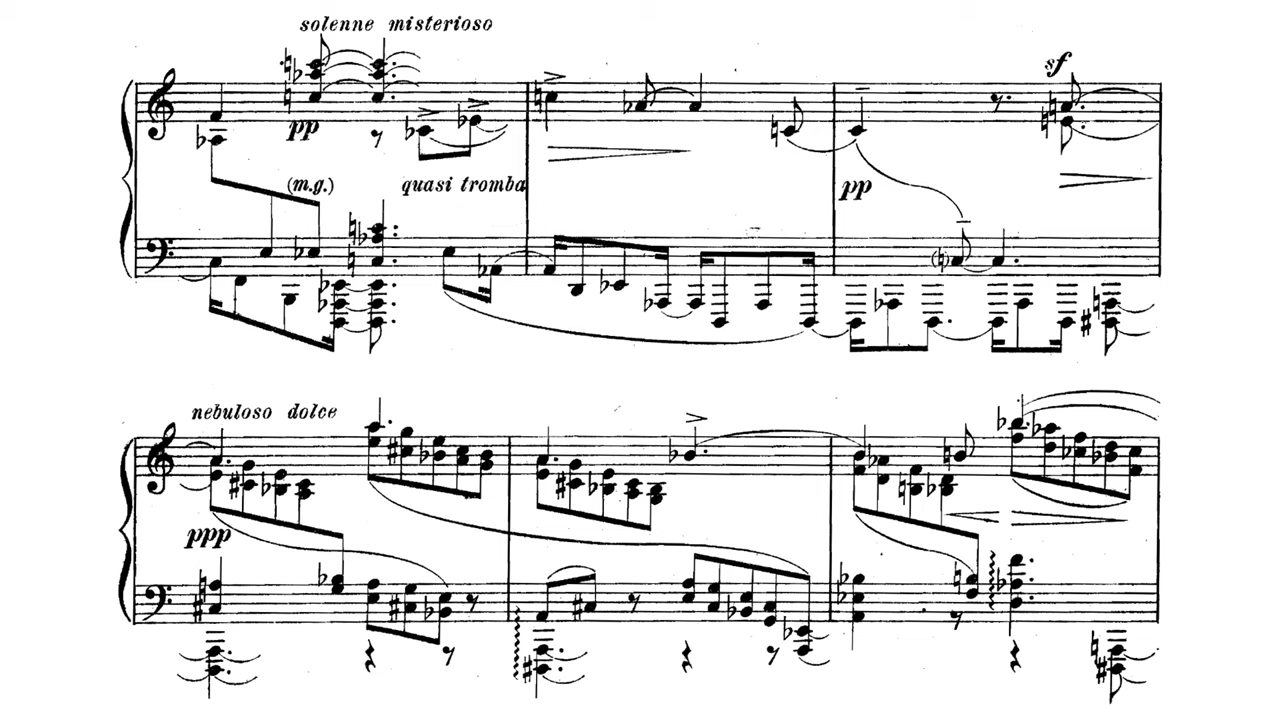 solenne misterioso
sf
pp
(m.g.) quasi tromba
pp
nebuloso dolce
ppp